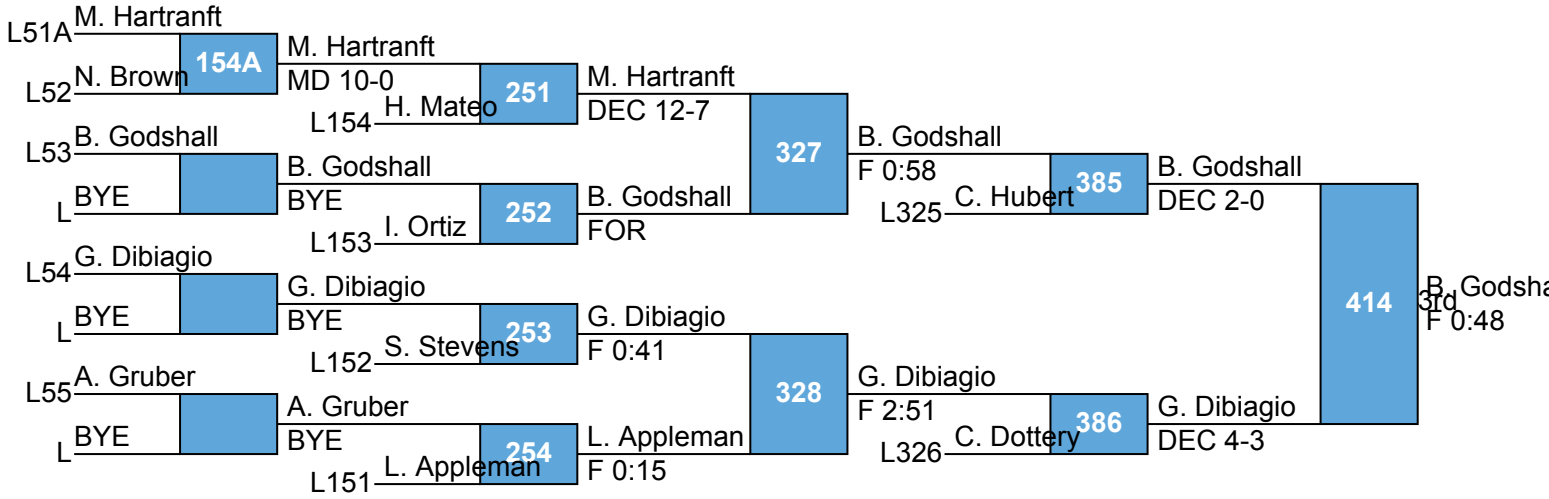 M. Hartranft
L51A
154A
M. Hartranft
MD 10-0
N. Brown
L52
251
M. Hartranft
DEC 12-7
H. Mateo
L154
B. Godshall
L53
327
B. Godshall
F 0:58
B. Godshall
BYE
BYE
L
252
B. Godshall
FOR
I. Ortiz
L153
385
B. Godshall
DEC 2-0
C. Hubert
L325
G. Dibiagio
L54
G. Dibiagio
BYE
BYE
L
253
G. Dibiagio
F 0:41
S. Stevens
L152
414
3rd
B. Godsha
F 0:48
A. Gruber
L55
328
G. Dibiagio
F 2:51
A. Gruber
BYE
BYE
L
254
L. Appleman
F 0:15
L. Appleman
L151
386
G. Dibiagio
DEC 4-3
C. Dottery
L326